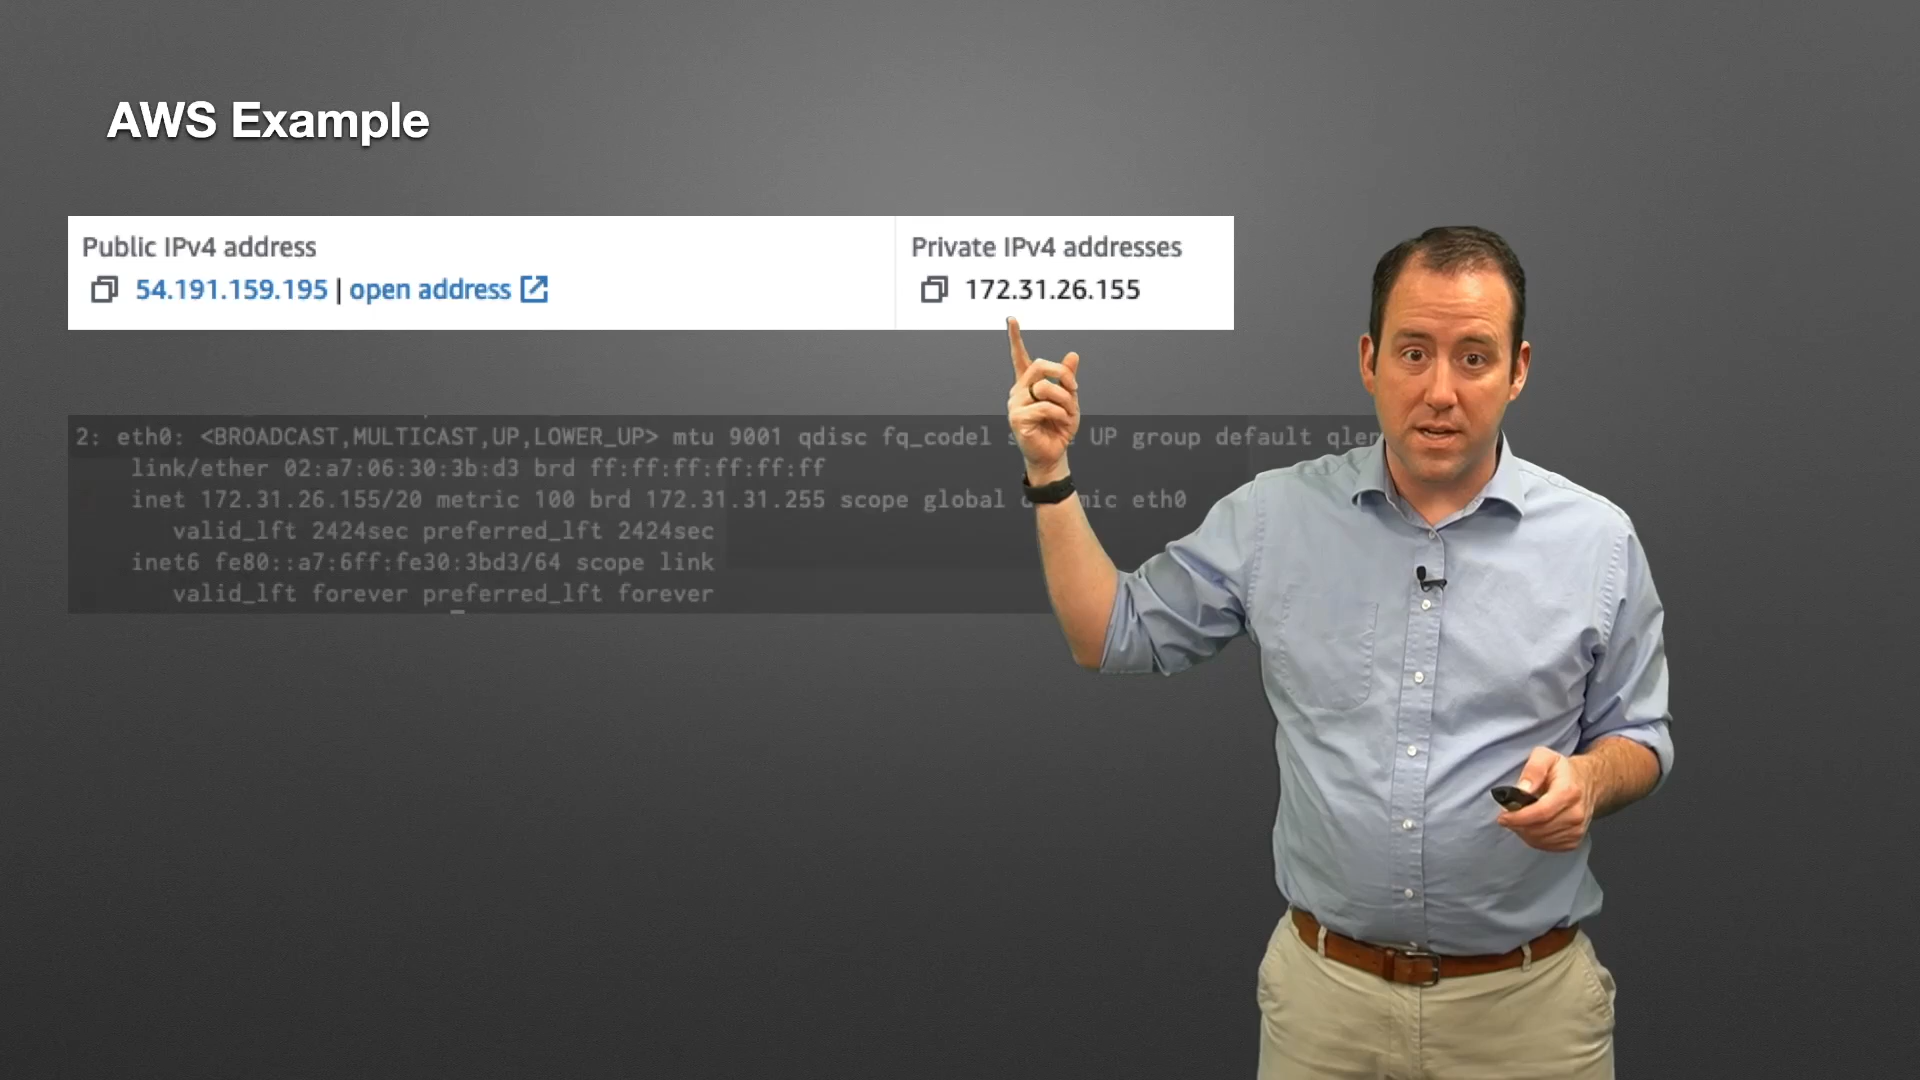 AWS Example
Public IPv4 address
54.191.159.195 | open address
Private IPv4 addresses
172.31.26.155
2: eth0: <BROADCAST,MULTICAST,UP,LOWER_UP> mtu 9001 qdisc fq_codel UP group default
link/ether 02:a7:06:30:3b:d3 brd ff:ff:ff:ff:ff:ff
inet 172.31.26.155/20 metric 100 brd 172.31.31.255 scope global eth0
valid_lft 2424sec preferred_lft 2424sec
inet6 fe80::a7:6ff:fe30:3bd3/64 scope link
valid_lft forever preferred_lft forever